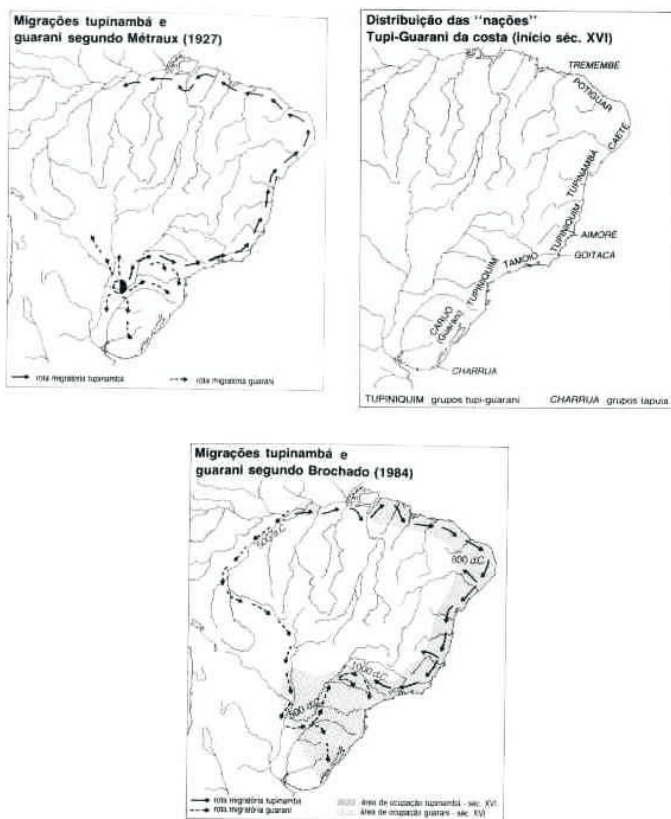 Migrações tupinambá e
guarani segundo Métraux (1927)
rota migratória tupinambá
rota migratória guarani
Distribuição das "nações"
Tupi-Guarani da costa (início séc. XVI)
TREMEMBÉ
POTIGUAR
CAETÉ
TUPINAMBÁ
TUPINIQUIM
AIMORÉ
GOITACÁ
TAMOIO
TUPINIQUIM
CARIJO
(Guarani)
CHARRUA
TUPINIQUIM grupos tupi-guarani
CHARRUA grupos tapuia
Migrações tupinambá e
guarani segundo Brochado (1984)
500 d.C
800 d.C
1000 d.C
500 d.C
rota migratória tupinambá
rota migratória guarani
área de ocupação tupinambá - séc. XVI
área de ocupação guarani - séc. XVI